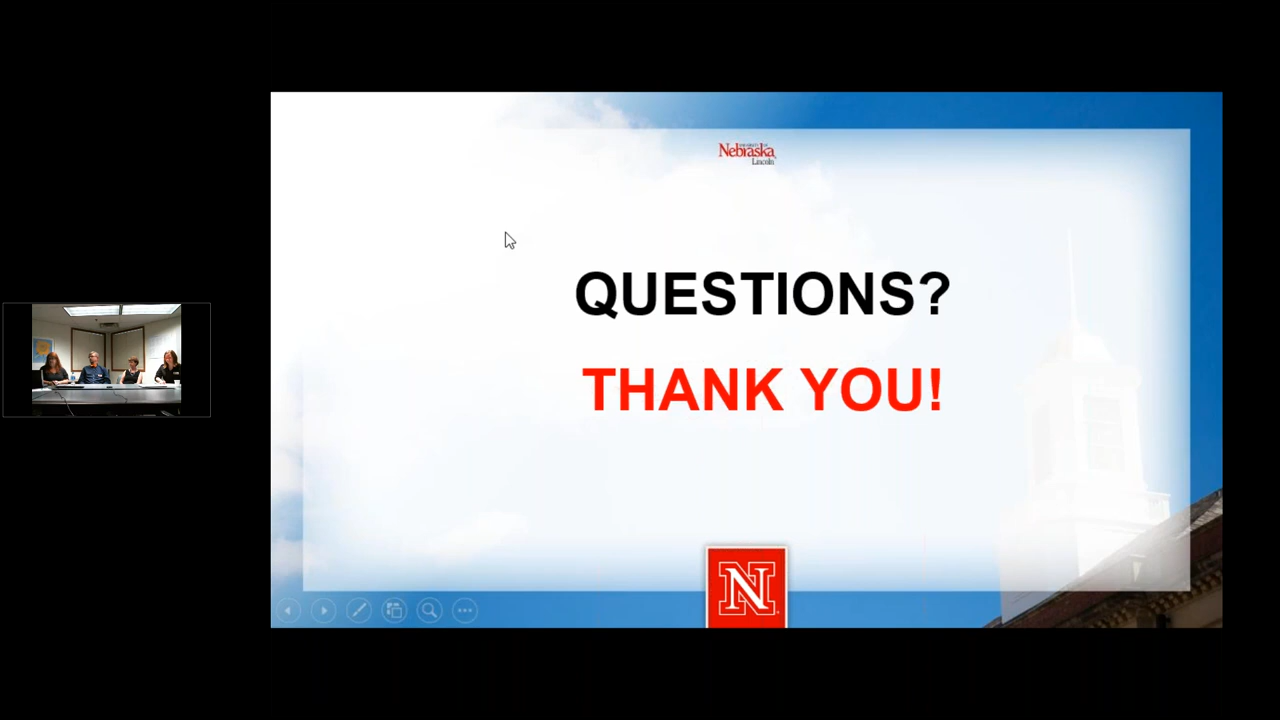 UNIVERSITY OF
Nebraska
Lincoln
QUESTIONS?
THANK YOU!
N